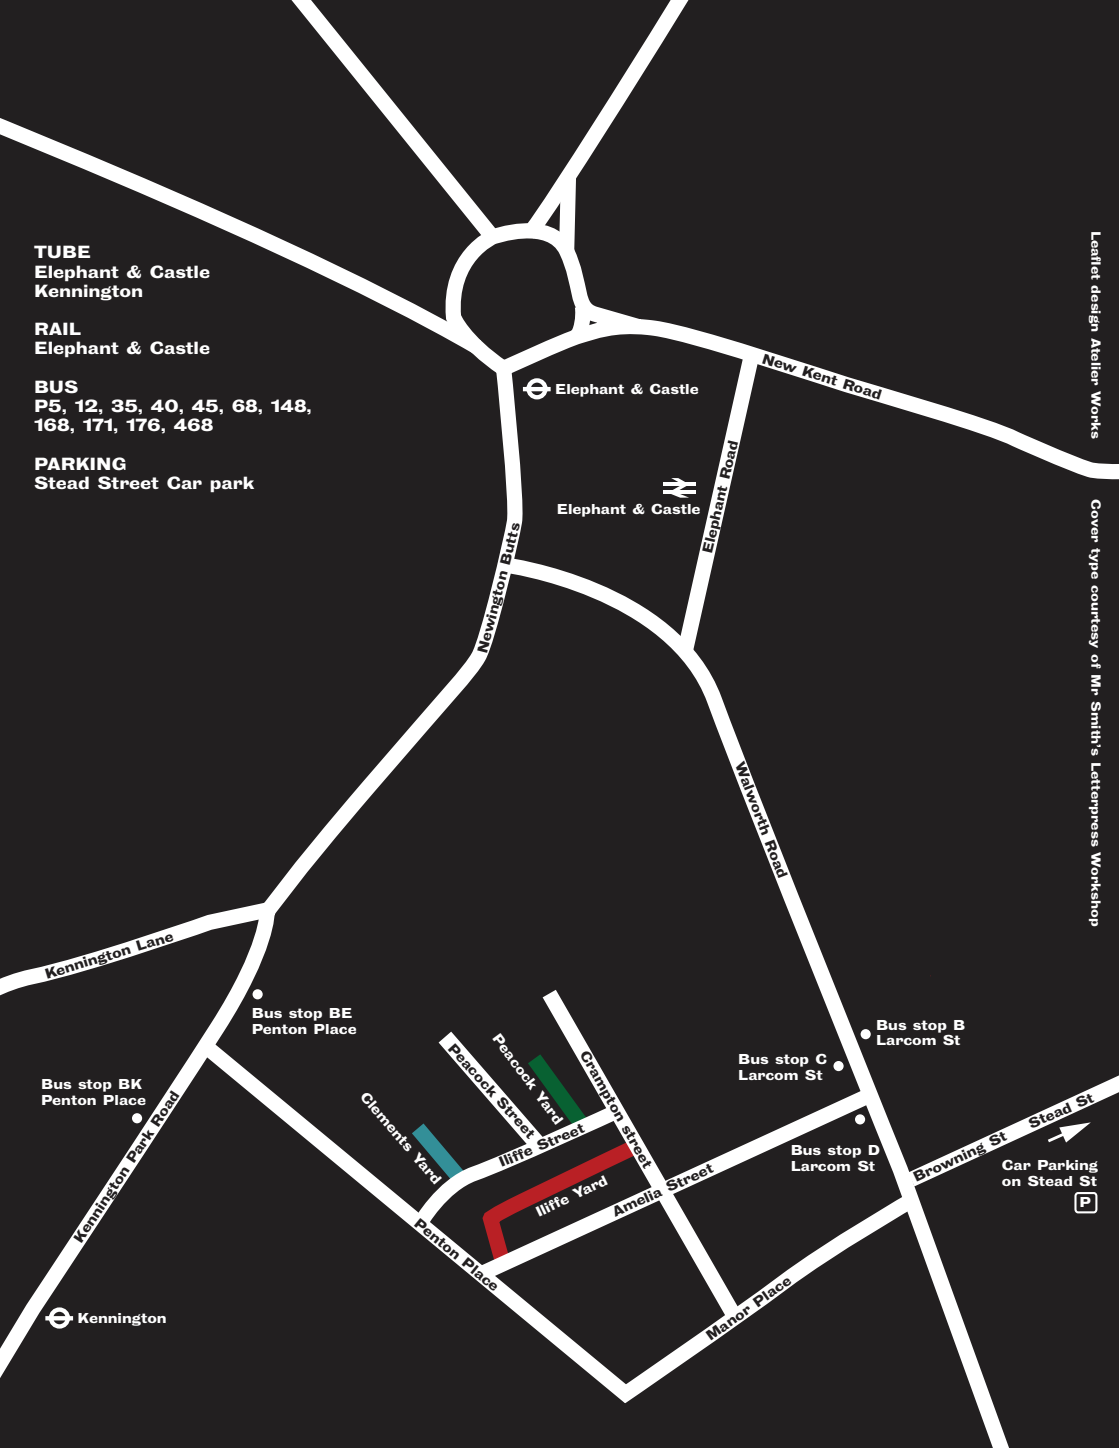 TUBE
Elephant & Castle
Kennington
RAIL
Elephant & Castle
BUS
P5, 12, 35, 40, 45, 68, 148,
168, 171, 176, 468
PARKING
Stead Street Car park
Elephant & Castle
New Kent Road
Elephant & Castle
Elephant Road
Newington Butts
Walworth Road
Kennington Lane
Bus stop BE
Penton Place
Bus stop BK
Penton Place
Kennington Park Road
Kennington
Clements Yard
Peacock Street
Peacock Yard
Crampton street
Iliffe Street
Iliffe Yard
Amelia Street
Penton Place
Manor Place
Bus stop B
Larcom St
Bus stop C
Larcom St
Bus stop D
Larcom St
Browning St
Stead St
Car Parking
on Stead St
P
Leaflet design Atelier Works
Cover type courtesy of Mr Smith's Letterpress Workshop